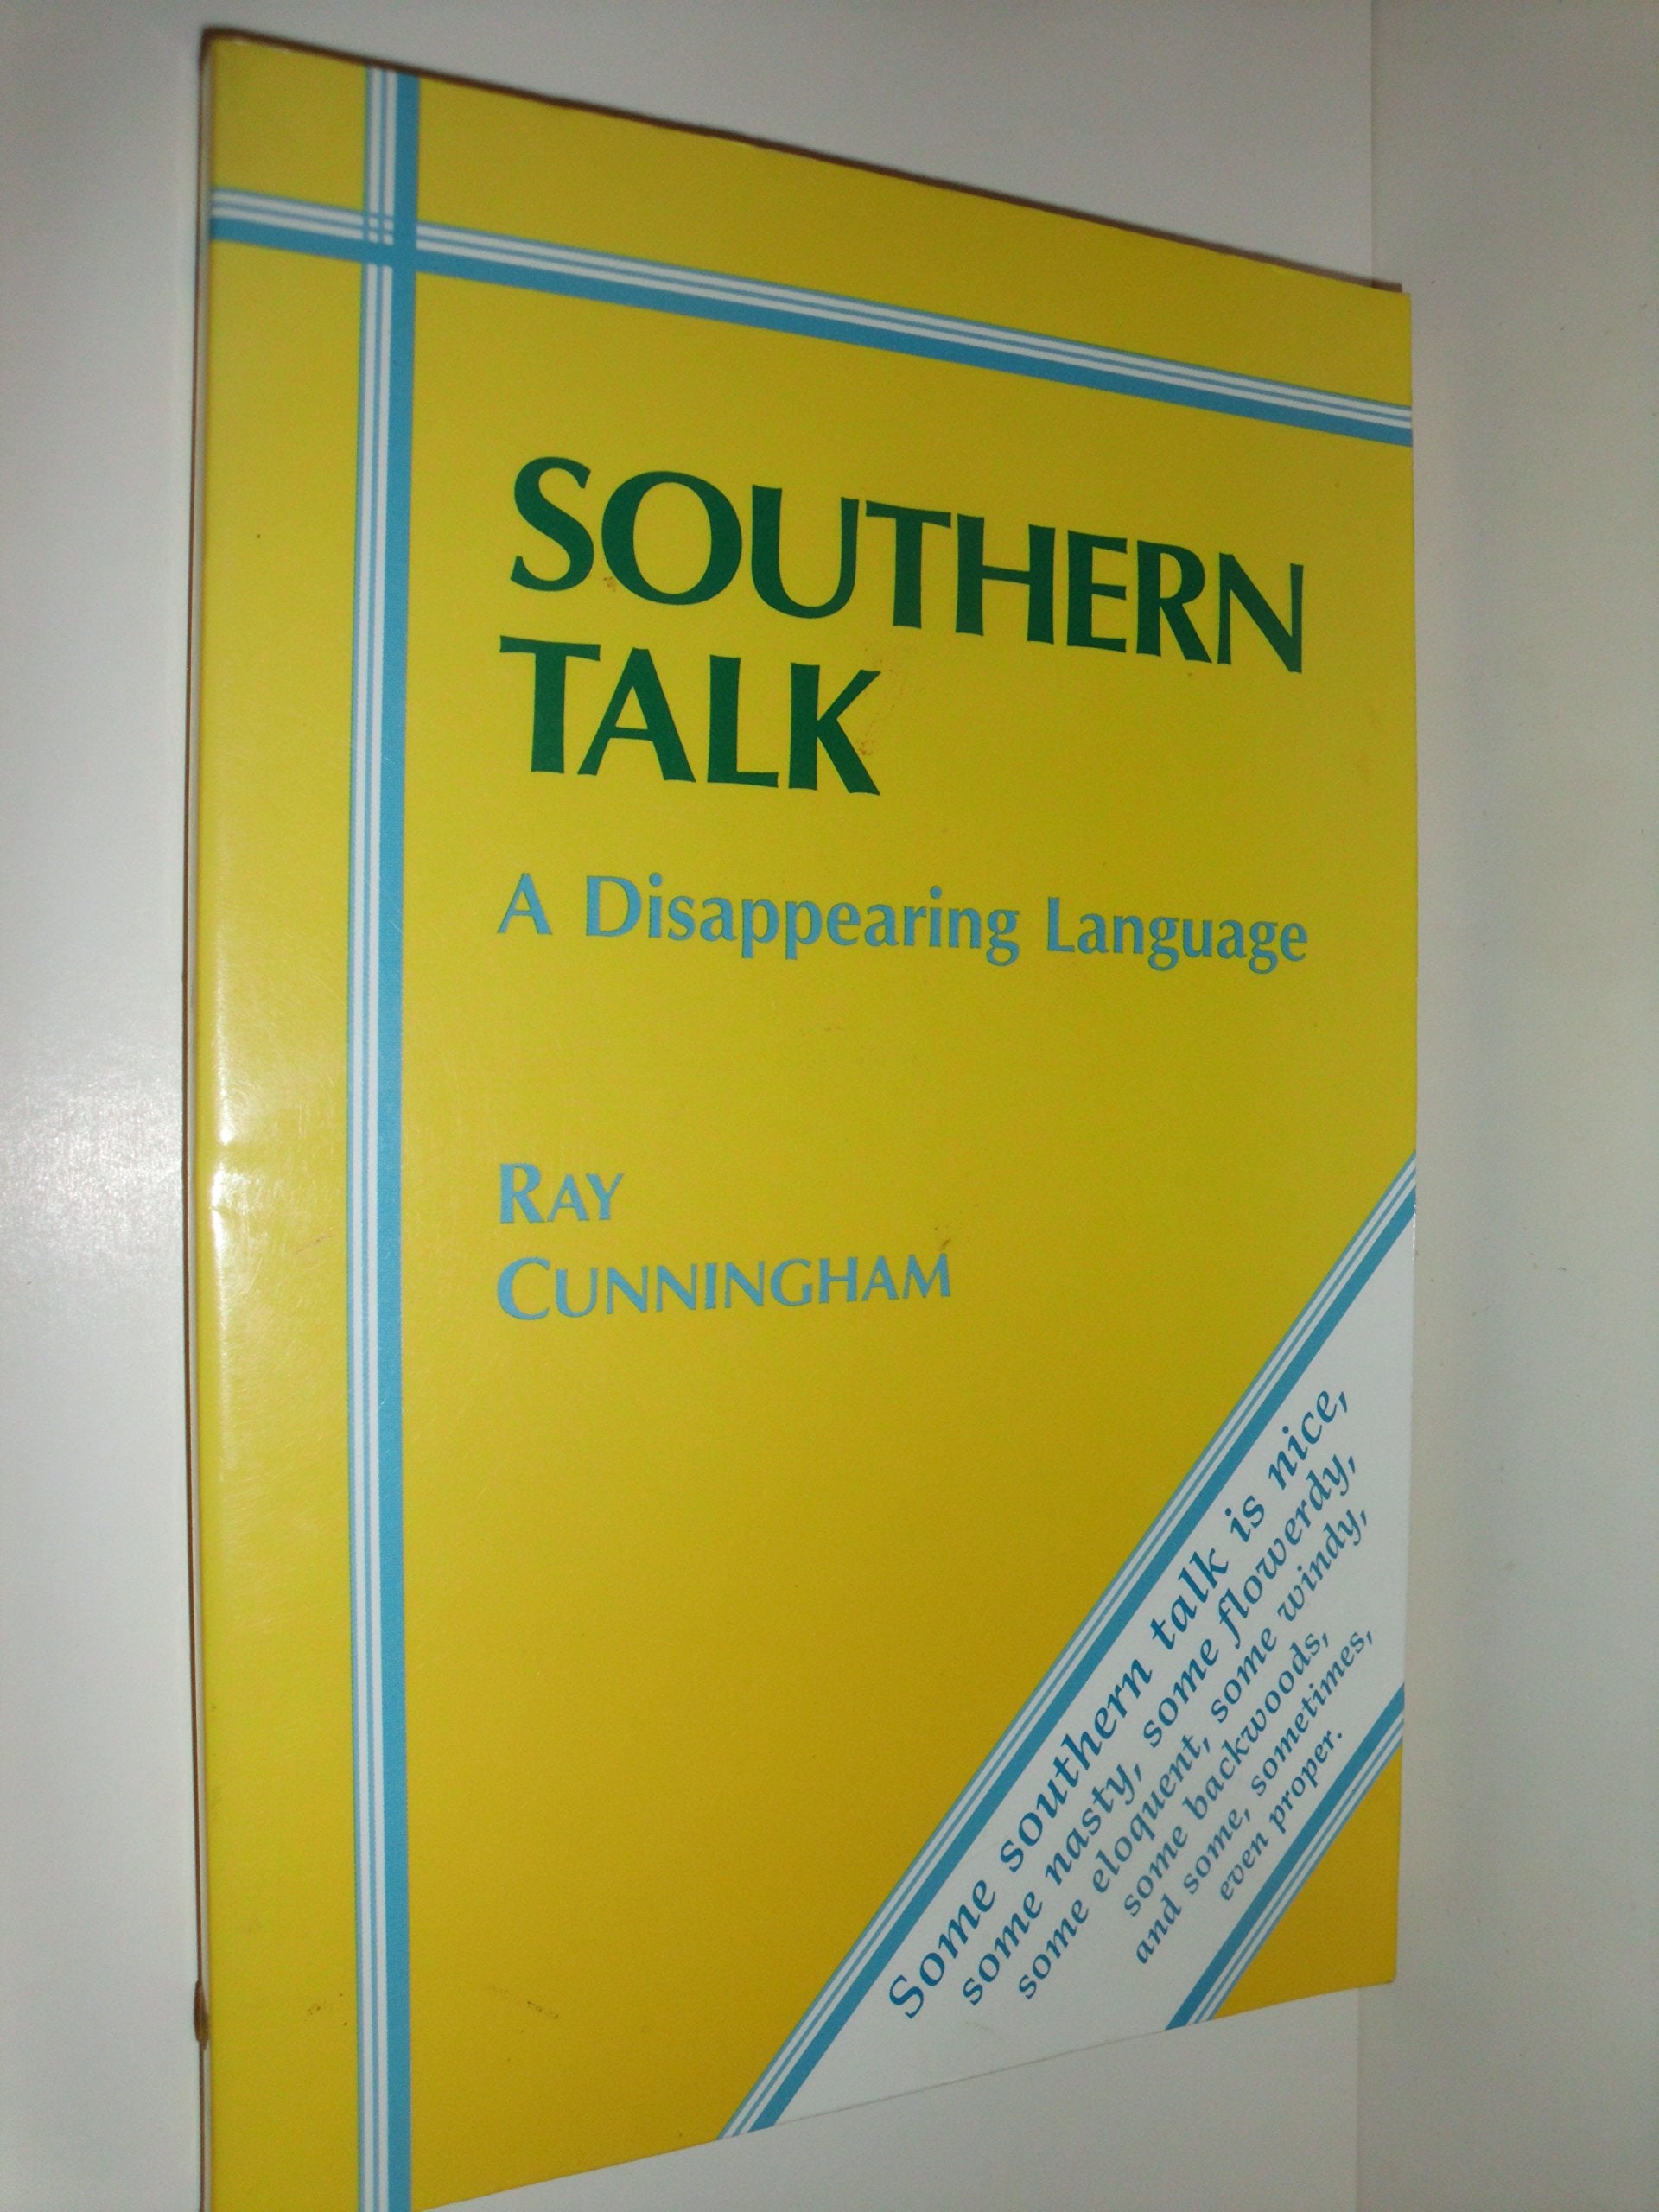 SOUTHERN
TALK
A Disappearing Language
RAY
CUNNINGHAM
Some southern talk is nice,
some nasty, some flowerdy,
some eloquent, some windy,
some backwoods,
and some, sometimes,
even proper.